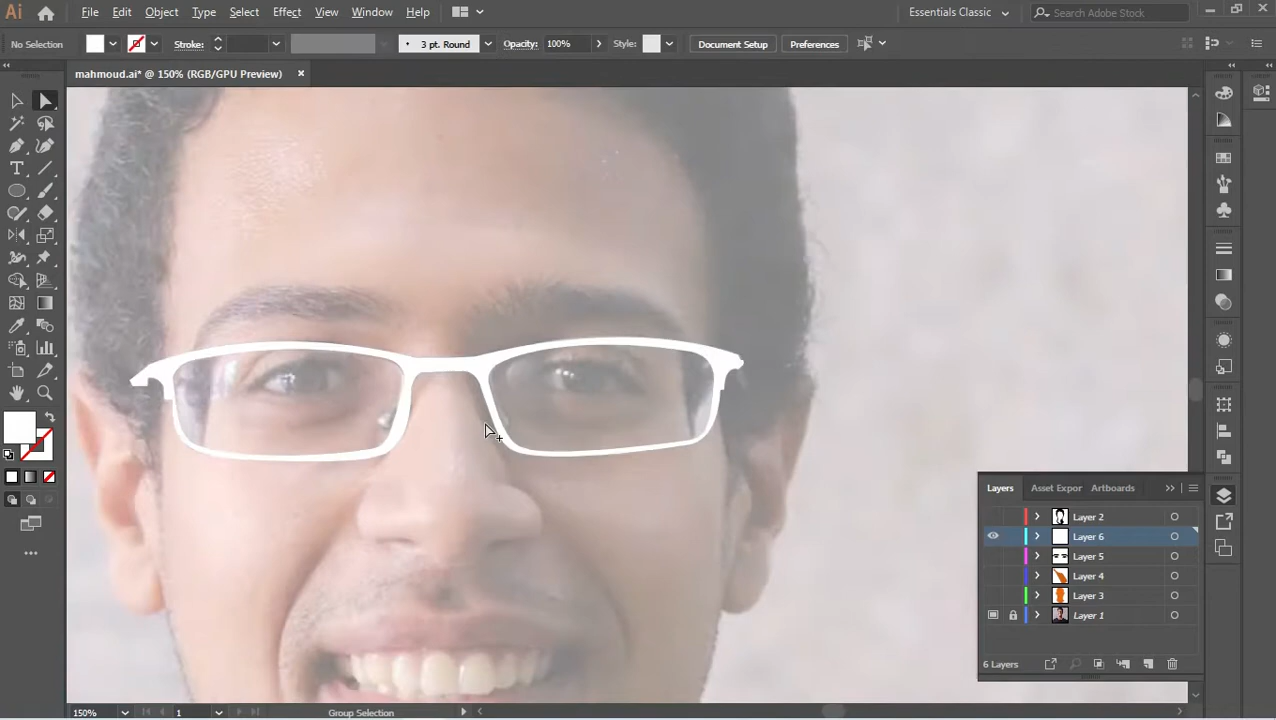 Ai File Edit Object Type Select Effect View Window Help Essentials Classic Search Adobe Stock
No Selection Stroke: 3 pt. Round Opacity: 100% Style: Document Setup Preferences
mahmoud.ai* @ 150% (RGB/GPU Preview)
Layers Asset Expor Artboards
Layer 2
Layer 6
Layer 5
Layer 4
Layer 3
Layer 1
6 Layers
150% 1 Group Selection